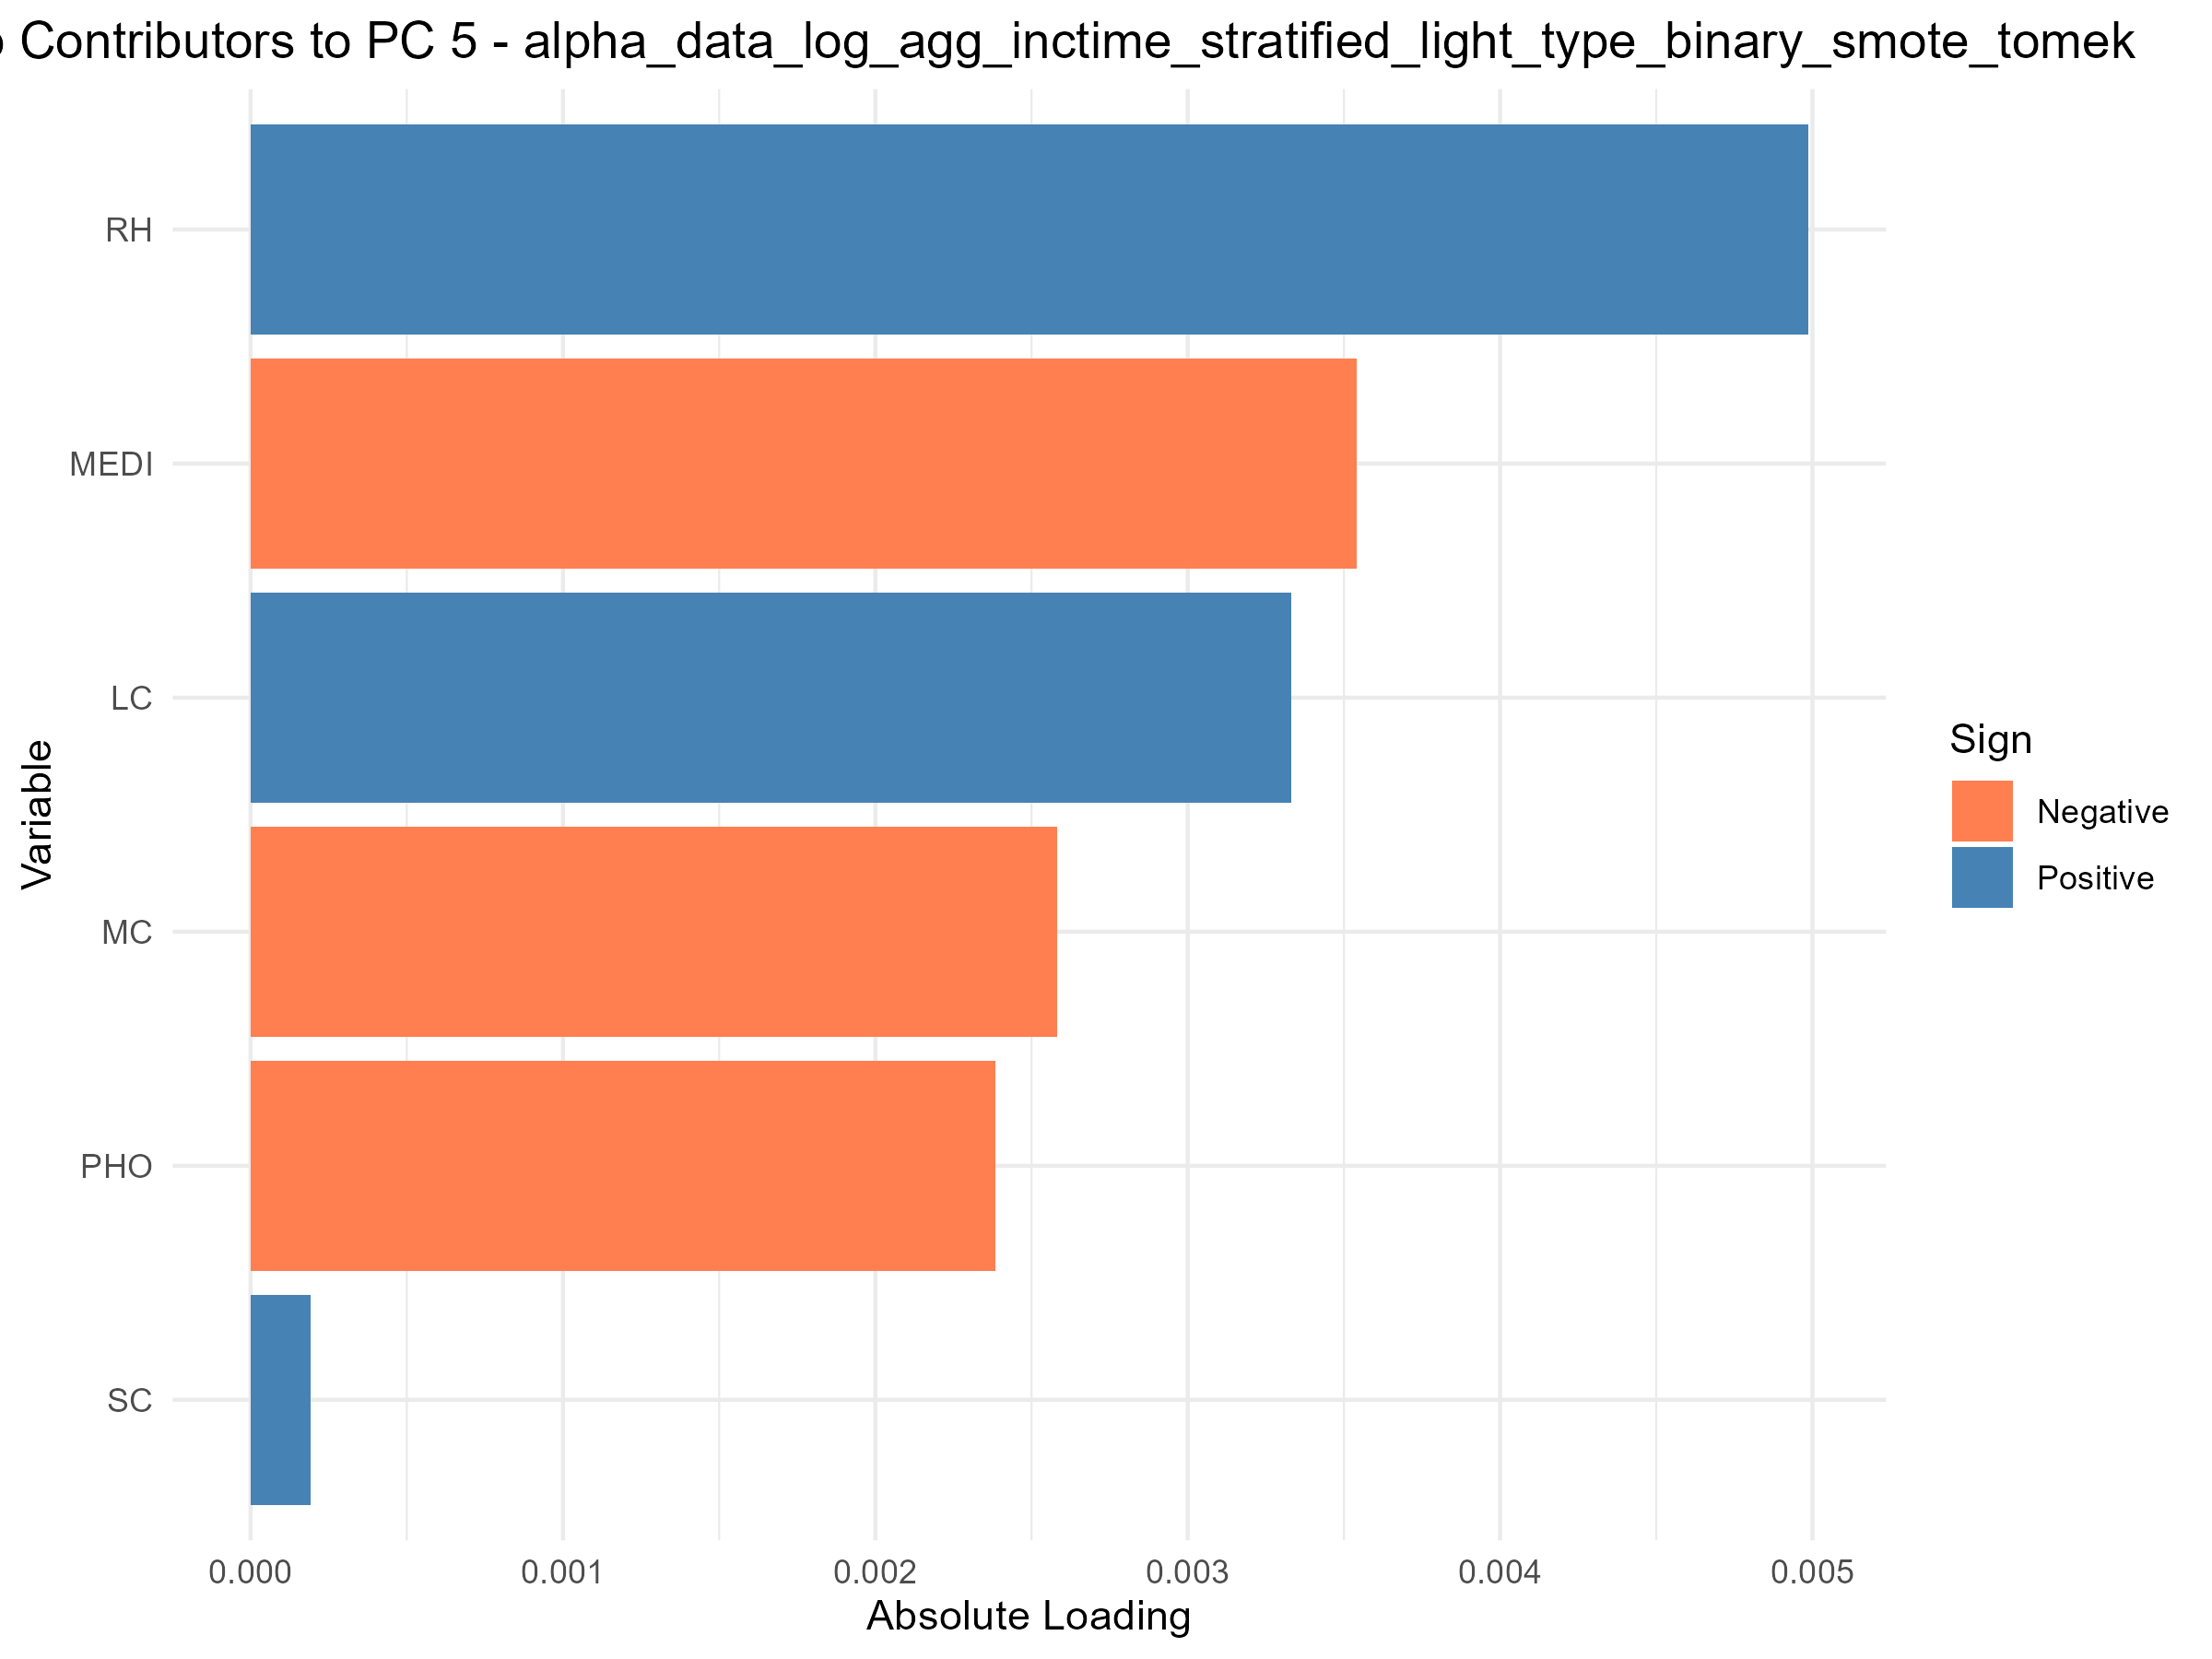 Contributors to PC 5 - alpha_data_log_agg_inctime_stratified_light_type_binary_smote_tomek
RH
MEDI
LC
MC
PHO
SC
Variable
0.000 0.001 0.002 0.003 0.004 0.005
Absolute Loading
Sign
Negative
Positive